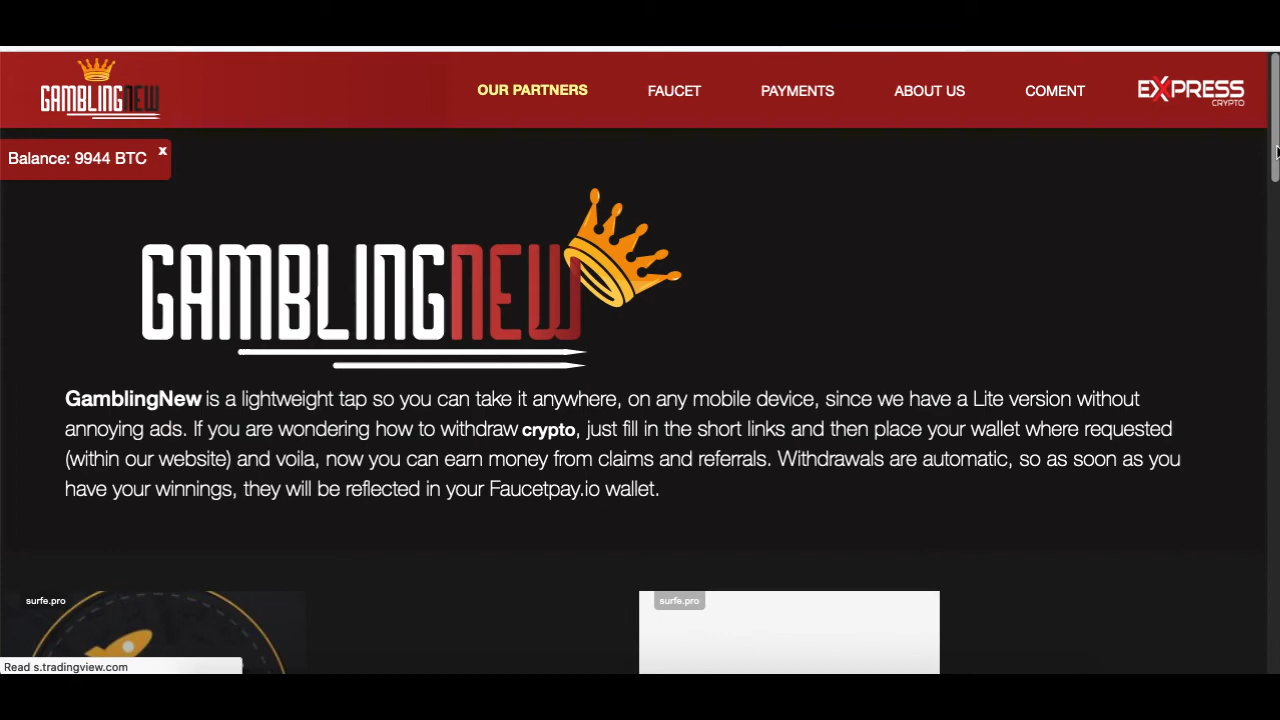 GAMBLINGNEW
OUR PARTNERS
FAUCET
PAYMENTS
ABOUT US
COMENT
EXPRESS
CRYPTO
Balance: 9944 BTC
x
GAMBLINGNEW
GamblingNew is a lightweight tap so you can take it anywhere, on any mobile device, since we have a Lite version without
annoying ads. If you are wondering how to withdraw crypto, just fill in the short links and then place your wallet where requested
(within our website) and voila, now you can earn money from claims and referrals. Withdrawals are automatic, so as soon as you
have your winnings, they will be reflected in your Faucetpay.io wallet.
surfe.pro
surfe.pro
Read s.tradingview.com